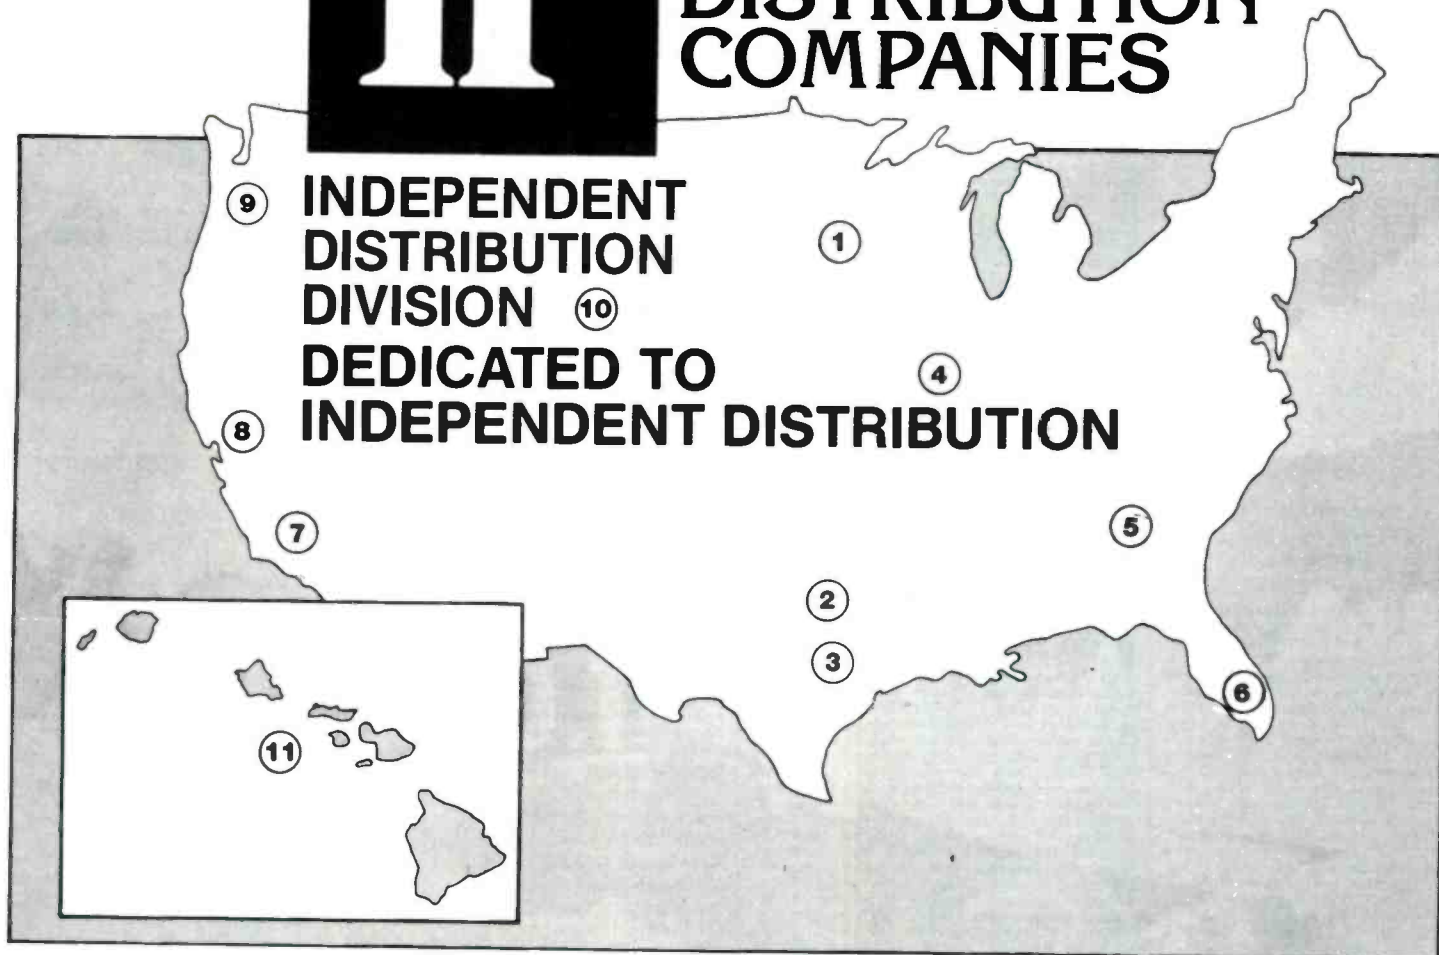 DISTRIBUTION
COMPANIES
9
INDEPENDENT
DISTRIBUTION
1
DIVISION 10
DEDICATED TO
4
8
INDEPENDENT DISTRIBUTION
7
5
2
3
6
11